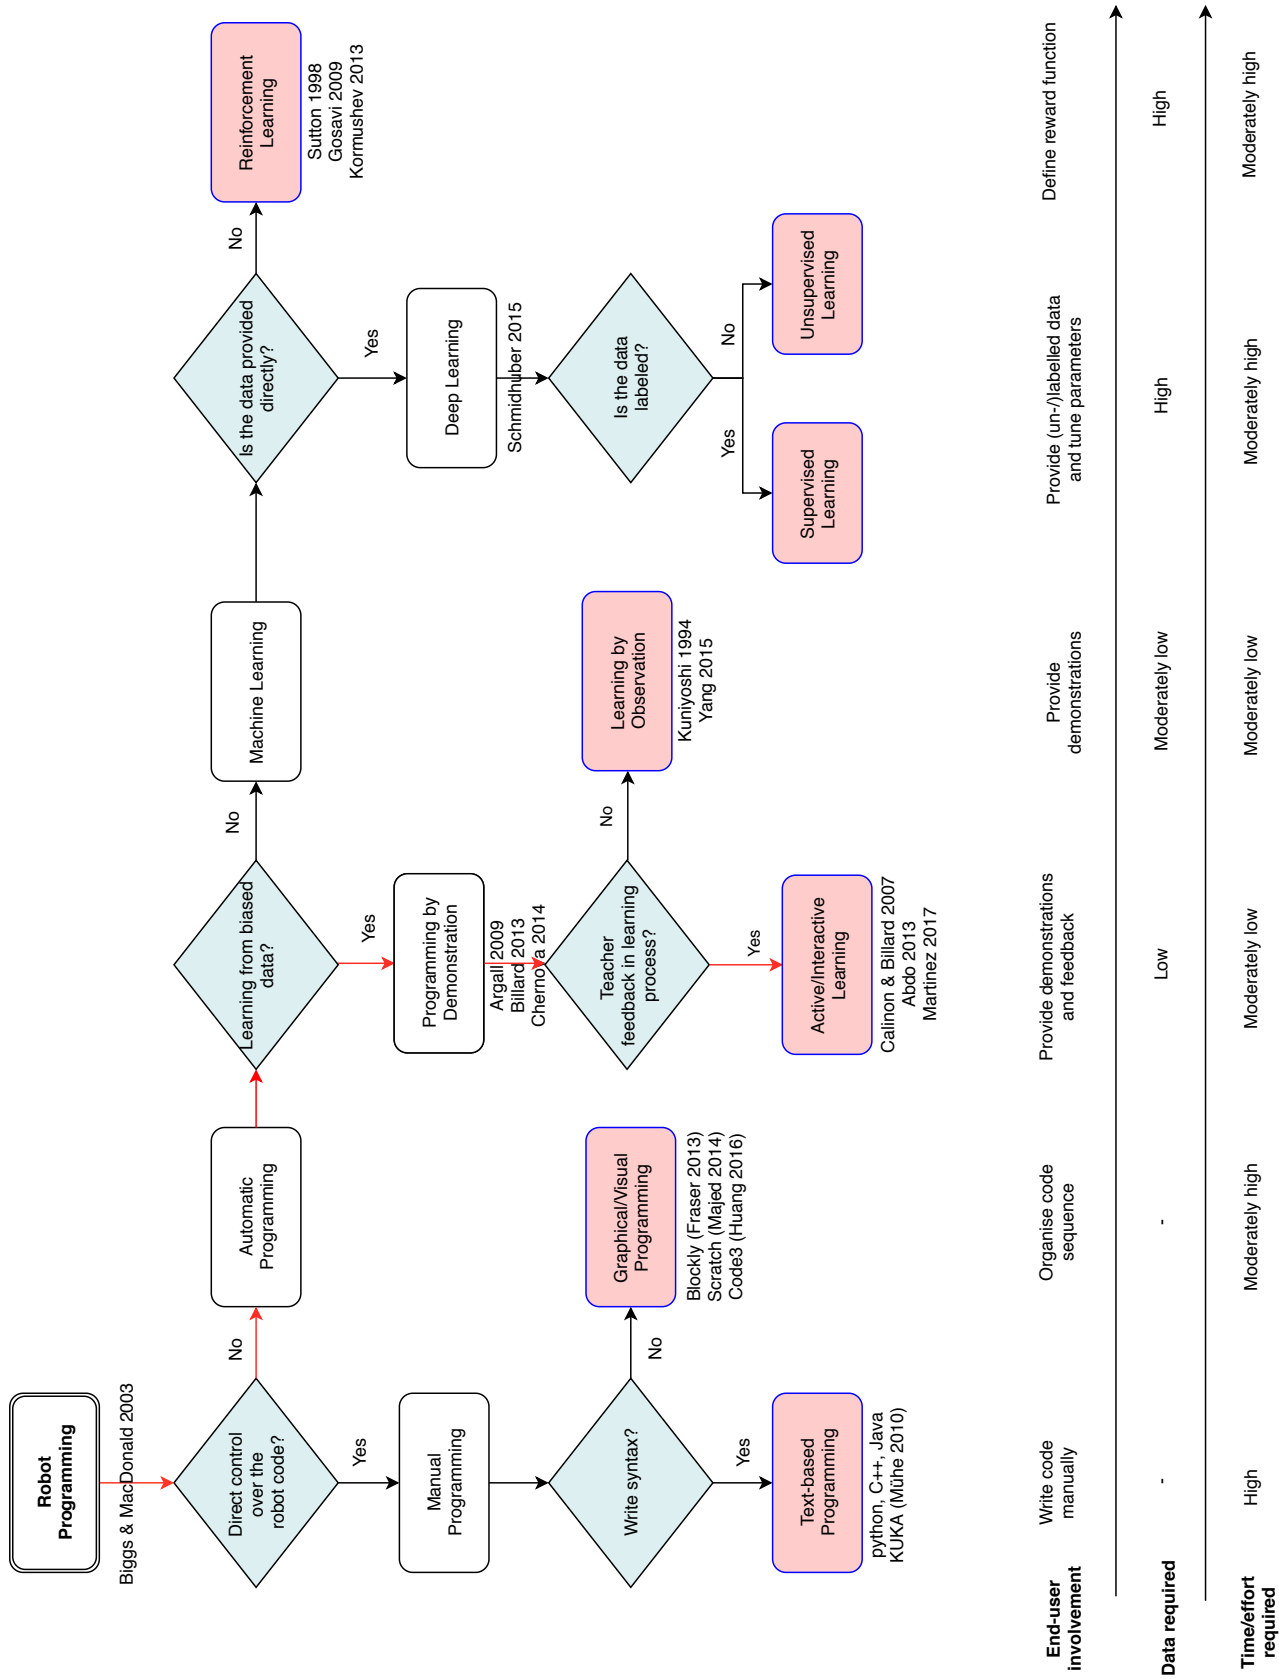 Robot
Programming
Biggs & MacDonald 2003
Direct control
over the
robot code?
No
Yes
Automatic
Programming
Manual
Programming
Write syntax?
No
Yes
Graphical/Visual
Programming
Blockly (Fraser 2013)
Scratch (Majed 2014)
Code3 (Huang 2016)
Text-based
Programming
python, C++, Java
KUKA (Mühe 2010)
Learning from biased
data?
No
Yes
Programming by
Demonstration
Argall 2009
Billard 2013
Chernova 2014
Teacher
feedback in learning
process?
No
Yes
Learning by
Observation
Kuniyoshi 1994
Yang 2015
Active/Interactive
Learning
Calinon & Billard 2007
Abdo 2013
Martinez 2017
Machine Learning
Is the data provided
directly?
No
Yes
Reinforcement
Learning
Sutton 1998
Gosavi 2009
Kormushev 2013
Deep Learning
Schmidhuber 2015
Is the data
labeled?
Yes
No
Supervised
Learning
Unsupervised
Learning
End-user
involvement
Write code
manually
Organise code
sequence
Provide demonstrations
and feedback
Provide
demonstrations
Provide (un-/)labelled data
and tune parameters
Define reward function
Data required
-
-
Low
Moderately low
High
High
Time/effort
required
High
Moderately high
Moderately low
Moderately low
Moderately high
Moderately high